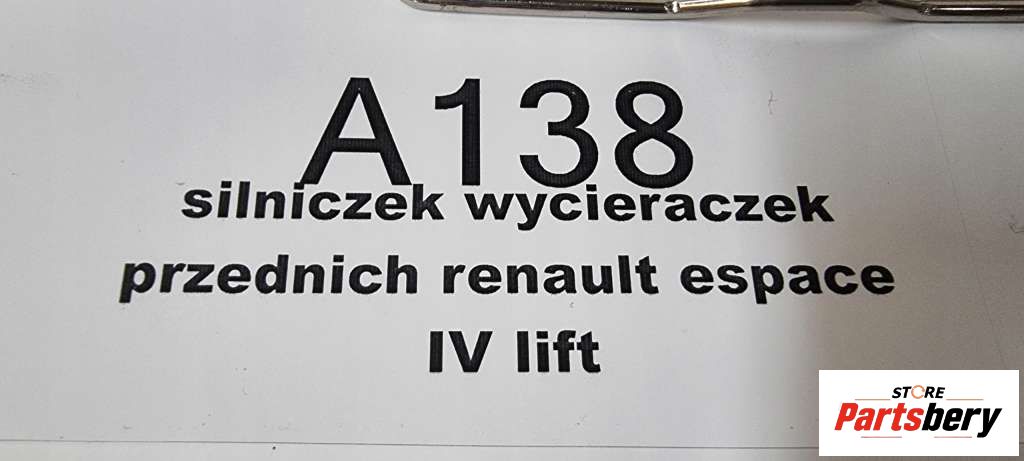 A138
silniczek wycieraczek
przednich renault espace
IV lift
STORE
Partsbery